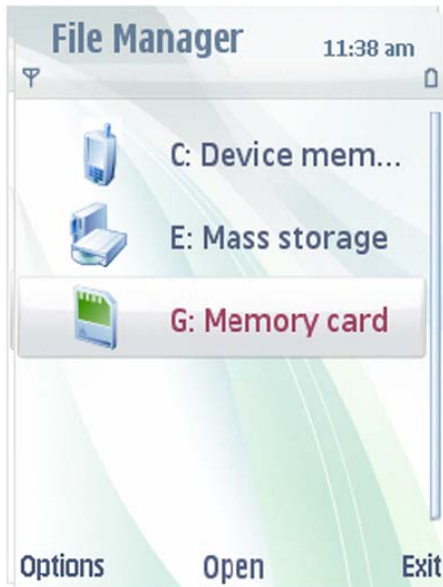 File Manager
11:38 am
C: Device mem...
E: Mass storage
G: Memory card
Options Open Exit